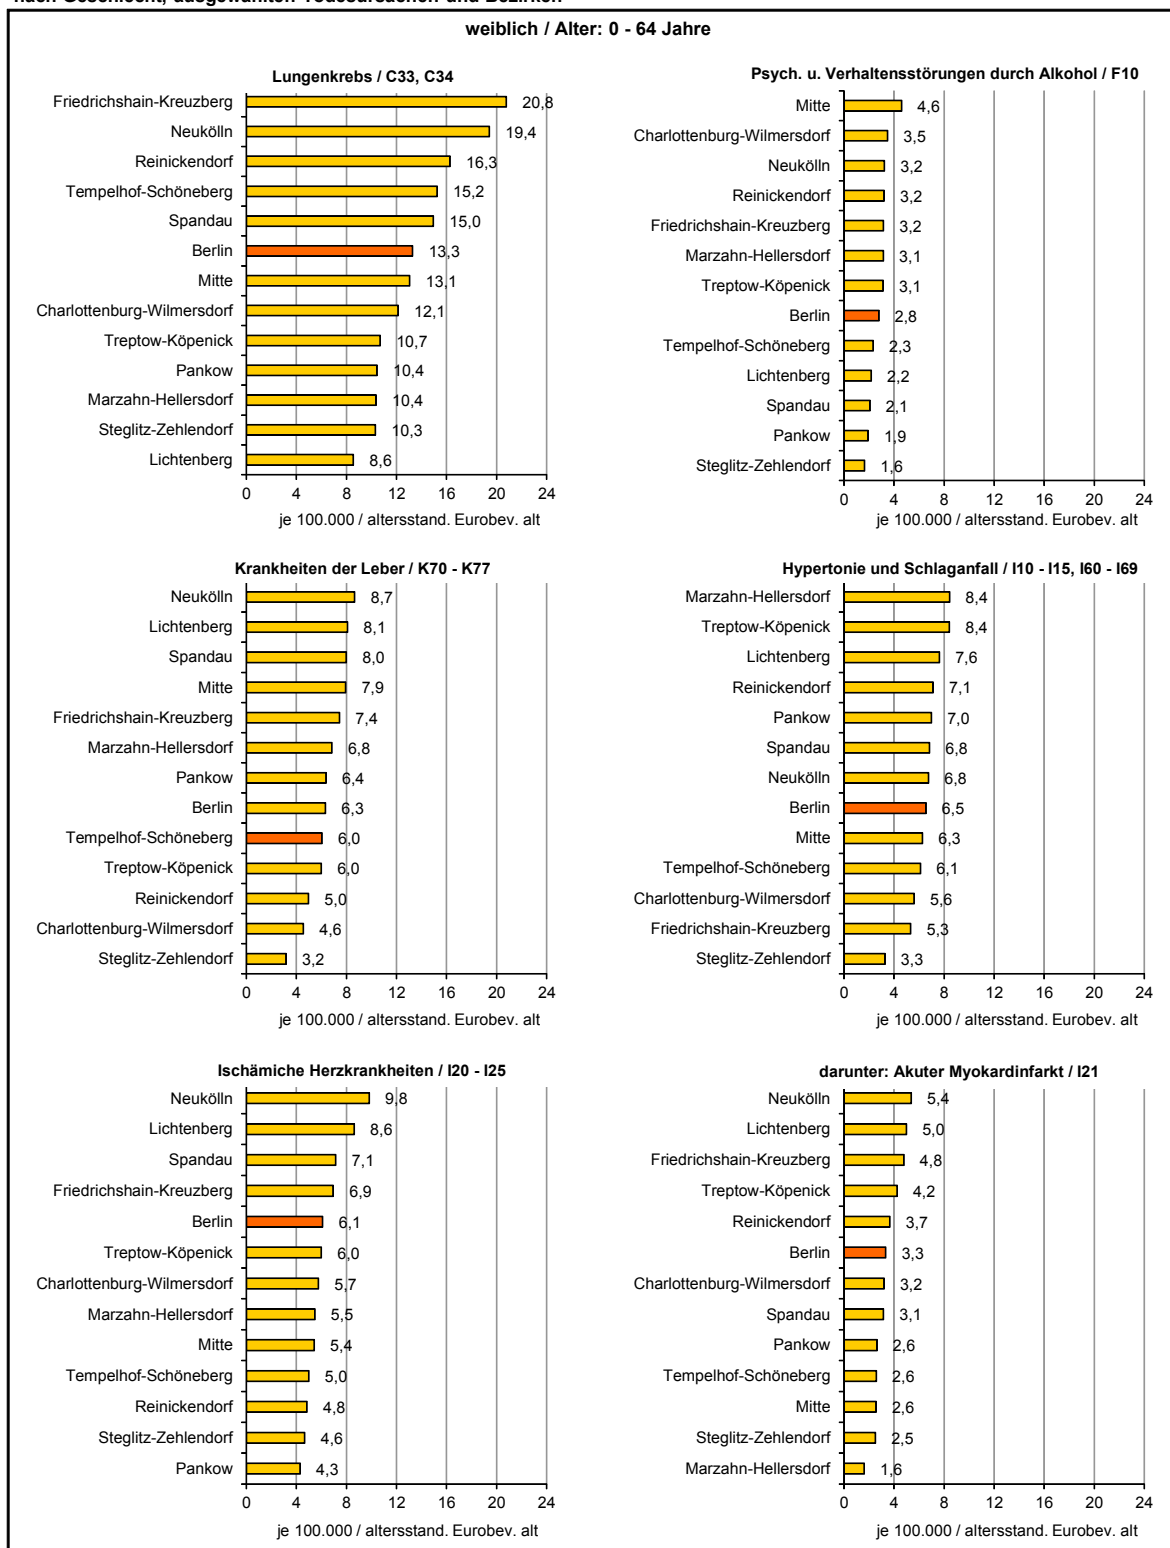 nach Geschlecht, ausgewählten Todesursachen und Bezirken
weiblich / Alter: 0 - 64 Jahre
Lungenkrebs / C33, C34
Friedrichshain-Kreuzberg 20,8
Neukölln 19,4
Reinickendorf 16,3
Tempelhof-Schöneberg 15,2
Spandau 15,0
Berlin 13,3
Mitte 13,1
Charlottenburg-Wilmersdorf 12,1
Treptow-Köpenick 10,7
Pankow 10,4
Marzahn-Hellersdorf 10,4
Steglitz-Zehlendorf 10,3
Lichtenberg 8,6
0 4 8 12 16 20 24
je 100.000 / altersstand. Eurobev. alt
Psych. u. Verhaltensstörungen durch Alkohol / F10
Mitte 4,6
Charlottenburg-Wilmersdorf 3,5
Neukölln 3,2
Reinickendorf 3,2
Friedrichshain-Kreuzberg 3,2
Marzahn-Hellersdorf 3,1
Treptow-Köpenick 3,1
Berlin 2,8
Tempelhof-Schöneberg 2,3
Lichtenberg 2,2
Spandau 2,1
Pankow 1,9
Steglitz-Zehlendorf 1,6
0 4 8 12 16 20 24
je 100.000 / altersstand. Eurobev. alt
Krankheiten der Leber / K70 - K77
Neukölln 8,7
Lichtenberg 8,1
Spandau 8,0
Mitte 7,9
Friedrichshain-Kreuzberg 7,4
Marzahn-Hellersdorf 6,8
Pankow 6,4
Berlin 6,3
Tempelhof-Schöneberg 6,0
Treptow-Köpenick 6,0
Reinickendorf 5,0
Charlottenburg-Wilmersdorf 4,6
Steglitz-Zehlendorf 3,2
0 4 8 12 16 20 24
je 100.000 / altersstand. Eurobev. alt
Hypertonie und Schlaganfall / I10 - I15, I60 - I69
Marzahn-Hellersdorf 8,4
Treptow-Köpenick 8,4
Lichtenberg 7,6
Reinickendorf 7,1
Pankow 7,0
Spandau 6,8
Neukölln 6,8
Berlin 6,5
Mitte 6,3
Tempelhof-Schöneberg 6,1
Charlottenburg-Wilmersdorf 5,6
Friedrichshain-Kreuzberg 5,3
Steglitz-Zehlendorf 3,3
0 4 8 12 16 20 24
je 100.000 / altersstand. Eurobev. alt
Ischämiche Herzkrankheiten / I20 - I25
Neukölln 9,8
Lichtenberg 8,6
Spandau 7,1
Friedrichshain-Kreuzberg 6,9
Berlin 6,1
Treptow-Köpenick 6,0
Charlottenburg-Wilmersdorf 5,7
Marzahn-Hellersdorf 5,5
Mitte 5,4
Tempelhof-Schöneberg 5,0
Reinickendorf 4,8
Steglitz-Zehlendorf 4,6
Pankow 4,3
0 4 8 12 16 20 24
je 100.000 / altersstand. Eurobev. alt
darunter: Akuter Myokardinfarkt / I21
Neukölln 5,4
Lichtenberg 5,0
Friedrichshain-Kreuzberg 4,8
Treptow-Köpenick 4,2
Reinickendorf 3,7
Berlin 3,3
Charlottenburg-Wilmersdorf 3,2
Spandau 3,1
Pankow 2,6
Tempelhof-Schöneberg 2,6
Mitte 2,6
Steglitz-Zehlendorf 2,5
Marzahn-Hellersdorf 1,6
0 4 8 12 16 20 24
je 100.000 / altersstand. Eurobev. alt